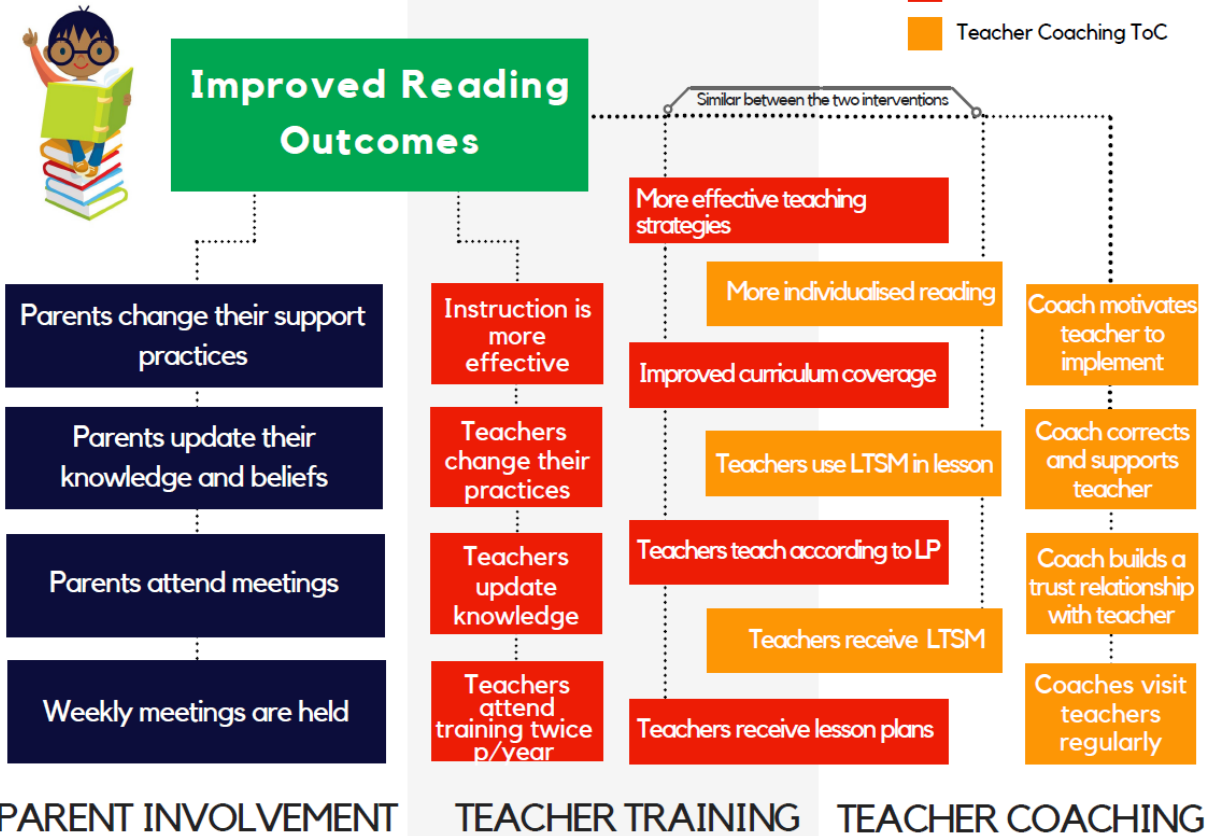 Teacher Coaching ToC
Improved Reading
Outcomes
Similar between the two interventions
Parents change their support
practices
Parents update their
knowledge and beliefs
Parents attend meetings
Weekly meetings are held
Instruction is
more
effective
Teachers
change their
practices
Teachers
update
knowledge
Teachers
attend
training twice
p/year
More effective teaching
strategies
More individualised reading
Improved curriculum coverage
Teachers use LTSM in lesson
Teachers teach according to LP
Teachers receive LTSM
Teachers receive lesson plans
Coach motivates
teacher to
implement
Coach corrects
and supports
teacher
Coach builds a
trust relationship
with teacher
Coaches visit
teachers
regularly
PARENT INVOLVEMENT
TEACHER TRAINING
TEACHER COACHING